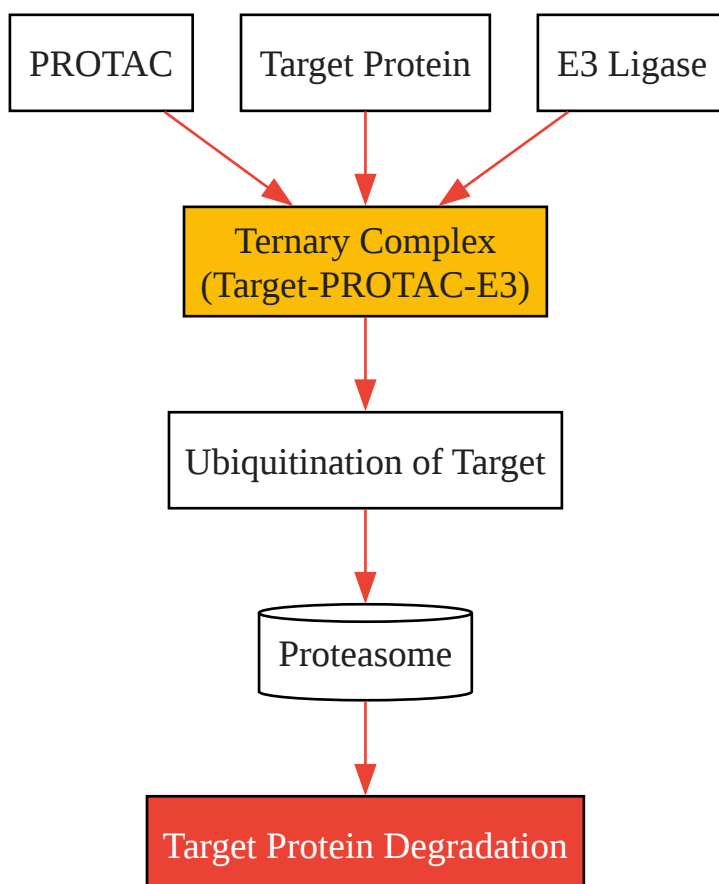 PROTAC
Target Protein
E3 Ligase
Ternary Complex
(Target-PROTAC-E3)
Ubiquitination of Target
Proteasome
Target Protein Degradation